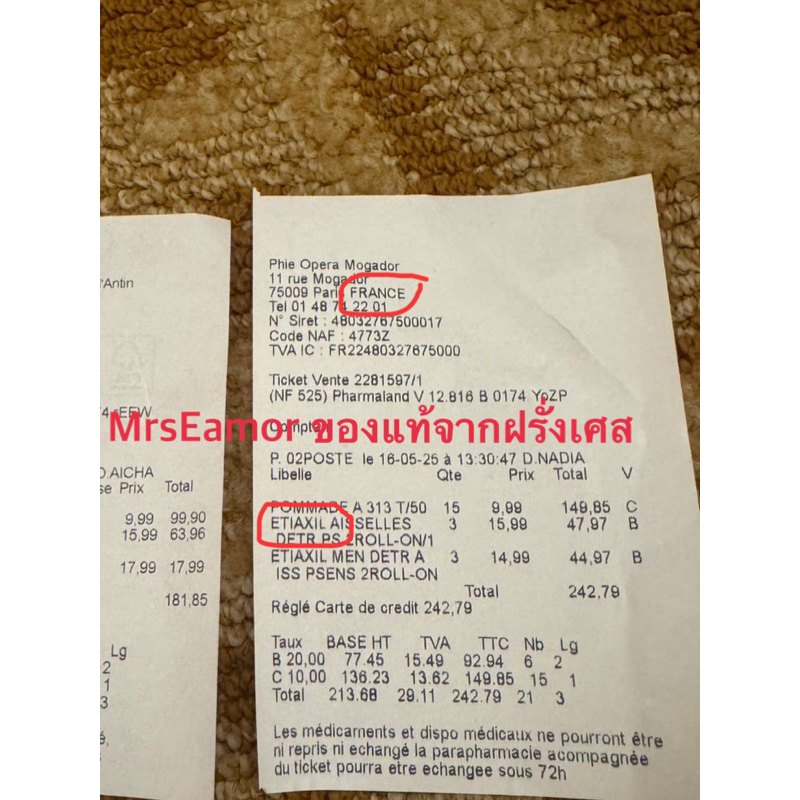 'Antin
D.AICHA
se Prix Total
9,99 99,90
15,99 63,96
17,99 17,99
181,85
Lg
2
1
3
é,
s
Phie Opera Mogador
11 rue Mogador
75009 Paris FRANCE
Tel 01 48 74 22 01
N° Siret : 48032767500017
Code NAF : 4773Z
TVA IC : FR22480327675000
Ticket Vente 2281597/1
(NF 525) Pharmaland V 12.816 B 0174 YoZP
MrsEamor ของแท้จากฝรั่งเศส
P. 02POSTE le 16-05-25 à 13:30:47 D.NADIA
Libelle Qte Prix Total V
POMMADE A 313 T/50 15 9,99 149,85 C
ETIAXIL AISSELLES 3 15,99 47,97 B
DETR PS 2ROLL-ON/1
ETIAXIL MEN DETR A 3 14,99 44,97 B
ISS PSENS 2ROLL-ON
Total 242,79
Réglé Carte de credit 242,79
Taux BASE HT TVA TTC Nb Lg
B 20,00 77.45 15.49 92.94 6 2
C 10,00 136.23 13.62 149.85 15 1
Total 213.68 29.11 242.79 21 3
Les médicaments et dispo médicaux ne pourront être
ni repris ni echangé la parapharmacie acompagnée
du ticket pourra etre echangee sous 72h